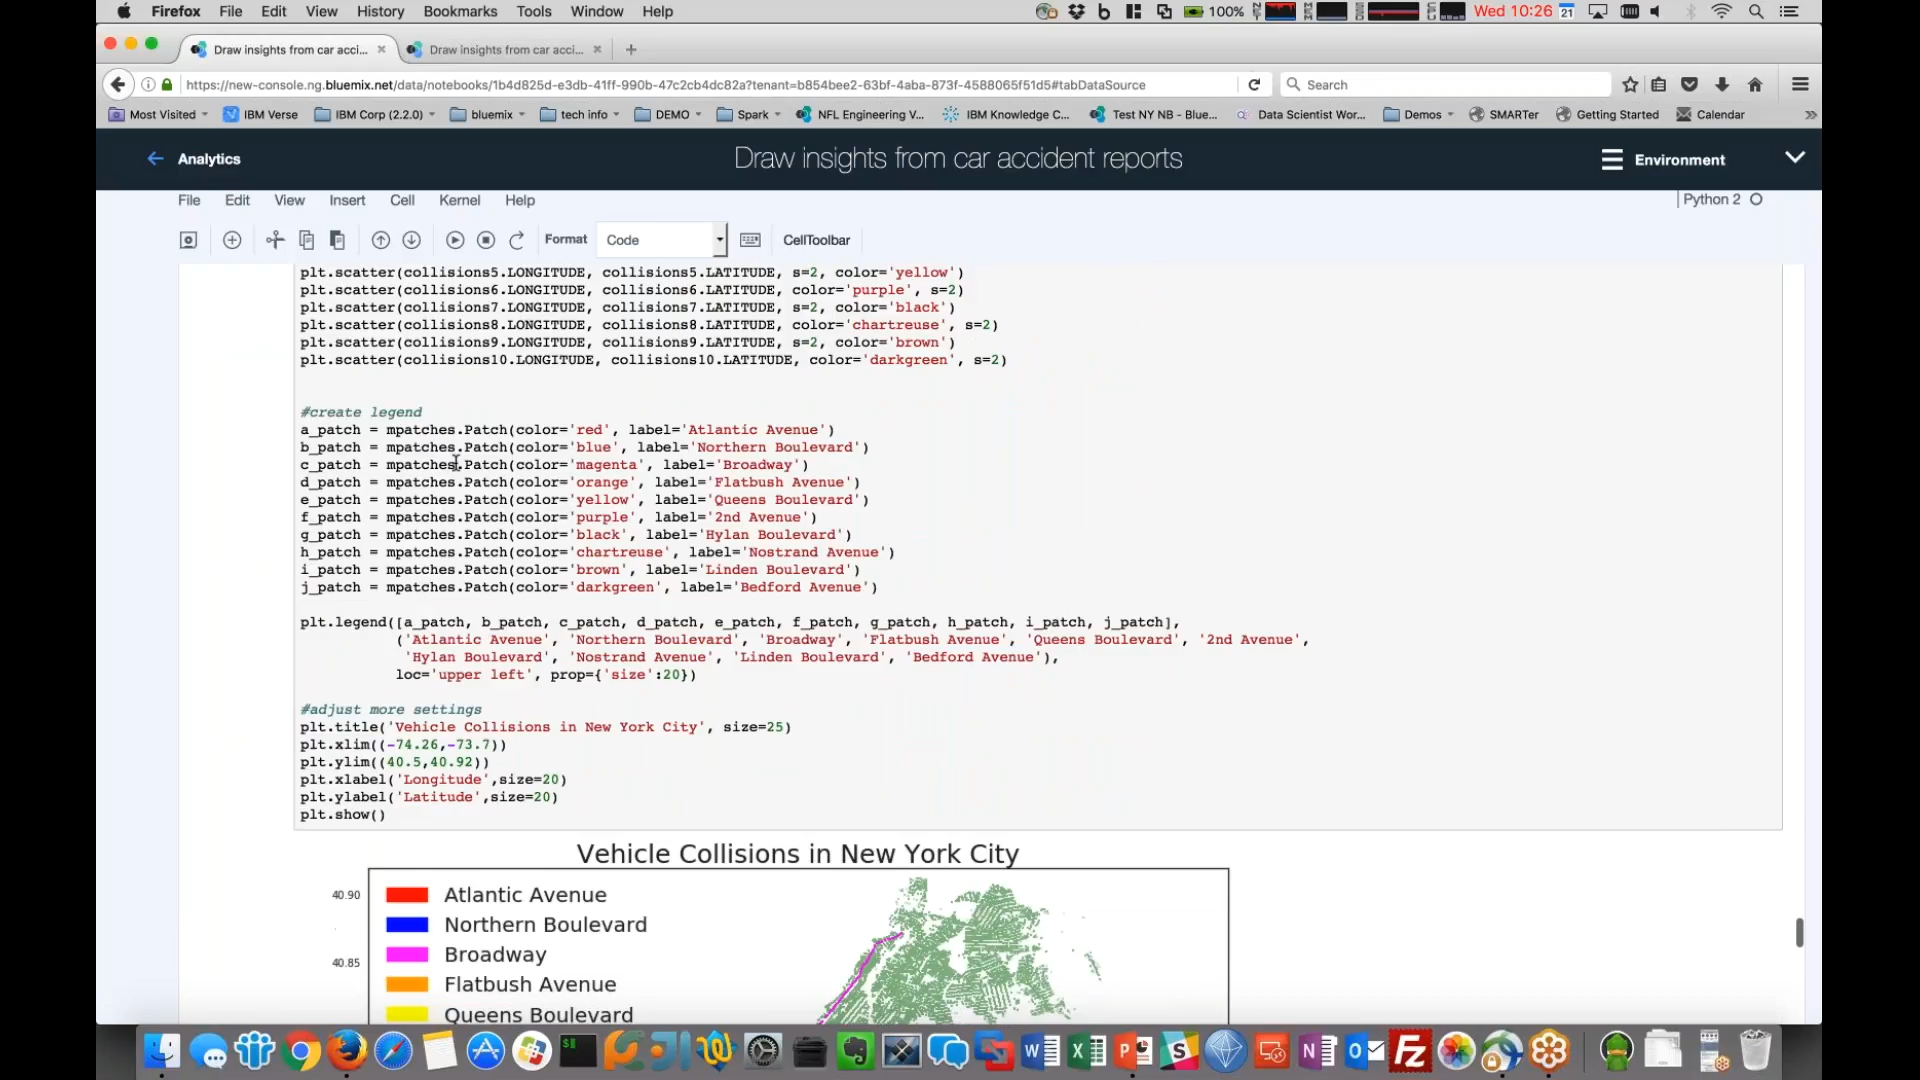 Firefox File Edit View History Bookmarks Tools Window Help 100% Wed 10:26 21
Draw insights from car acci... Draw insights from car acci...
https://new-console.ng.bluemix.net/data/notebooks/1b4d825d-e3db-41ff-990b-47c2cb4dc82a?tenant=b854bee2-63bf-4aba-873f-4588065f51d5#tabDataSource Search
Most Visited IBM Verse IBM Corp (2.2.0) bluemix tech info DEMO Spark NFL Engineering V... IBM Knowledge C... Test NY NB - Blue... Data Scientist Wor... Demos SMARTer Getting Started Calendar
Analytics Draw insights from car accident reports Environment
File Edit View Insert Cell Kernel Help Python 2
Format Code CellToolbar
plt.scatter(collisions5.LONGITUDE, collisions5.LATITUDE, s=2, color='yellow')
plt.scatter(collisions6.LONGITUDE, collisions6.LATITUDE, color='purple', s=2)
plt.scatter(collisions7.LONGITUDE, collisions7.LATITUDE, s=2, color='black')
plt.scatter(collisions8.LONGITUDE, collisions8.LATITUDE, color='chartreuse', s=2)
plt.scatter(collisions9.LONGITUDE, collisions9.LATITUDE, s=2, color='brown')
plt.scatter(collisions10.LONGITUDE, collisions10.LATITUDE, color='darkgreen', s=2)
#create legend
a_patch = mpatches.Patch(color='red', label='Atlantic Avenue')
b_patch = mpatches.Patch(color='blue', label='Northern Boulevard')
c_patch = mpatches.Patch(color='magenta', label='Broadway')
d_patch = mpatches.Patch(color='orange', label='Flatbush Avenue')
e_patch = mpatches.Patch(color='yellow', label='Queens Boulevard')
f_patch = mpatches.Patch(color='purple', label='2nd Avenue')
g_patch = mpatches.Patch(color='black', label='Hylan Boulevard')
h_patch = mpatches.Patch(color='chartreuse', label='Nostrand Avenue')
i_patch = mpatches.Patch(color='brown', label='Linden Boulevard')
j_patch = mpatches.Patch(color='darkgreen', label='Bedford Avenue')
plt.legend([a_patch, b_patch, c_patch, d_patch, e_patch, f_patch, g_patch, h_patch, i_patch, j_patch],
('Atlantic Avenue', 'Northern Boulevard', 'Broadway', 'Flatbush Avenue', 'Queens Boulevard', '2nd Avenue',
'Hylan Boulevard', 'Nostrand Avenue', 'Linden Boulevard', 'Bedford Avenue'),
loc='upper left', prop={'size':20})
#adjust more settings
plt.title('Vehicle Collisions in New York City', size=25)
plt.xlim((-74.26,-73.7))
plt.ylim((40.5,40.92))
plt.xlabel('Longitude',size=20)
plt.ylabel('Latitude',size=20)
plt.show()
Vehicle Collisions in New York City
40.90 Atlantic Avenue
Northern Boulevard
Broadway
40.85
Flatbush Avenue
Queens Boulevard